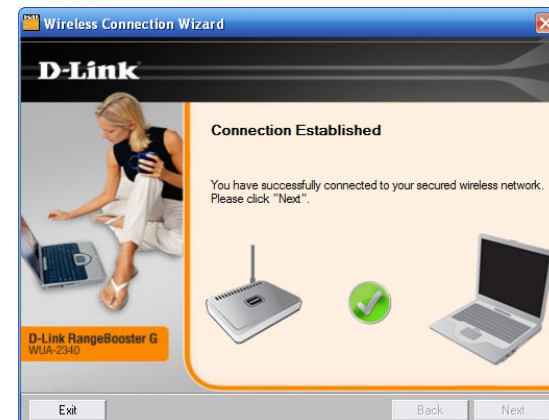 Wireless Connection Wizard
D-Link
Connection Established
You have successfully connected to your secured wireless network.
Please click "Next".
D-Link RangeBooster G
WUA-2340
Exit
Back
Next